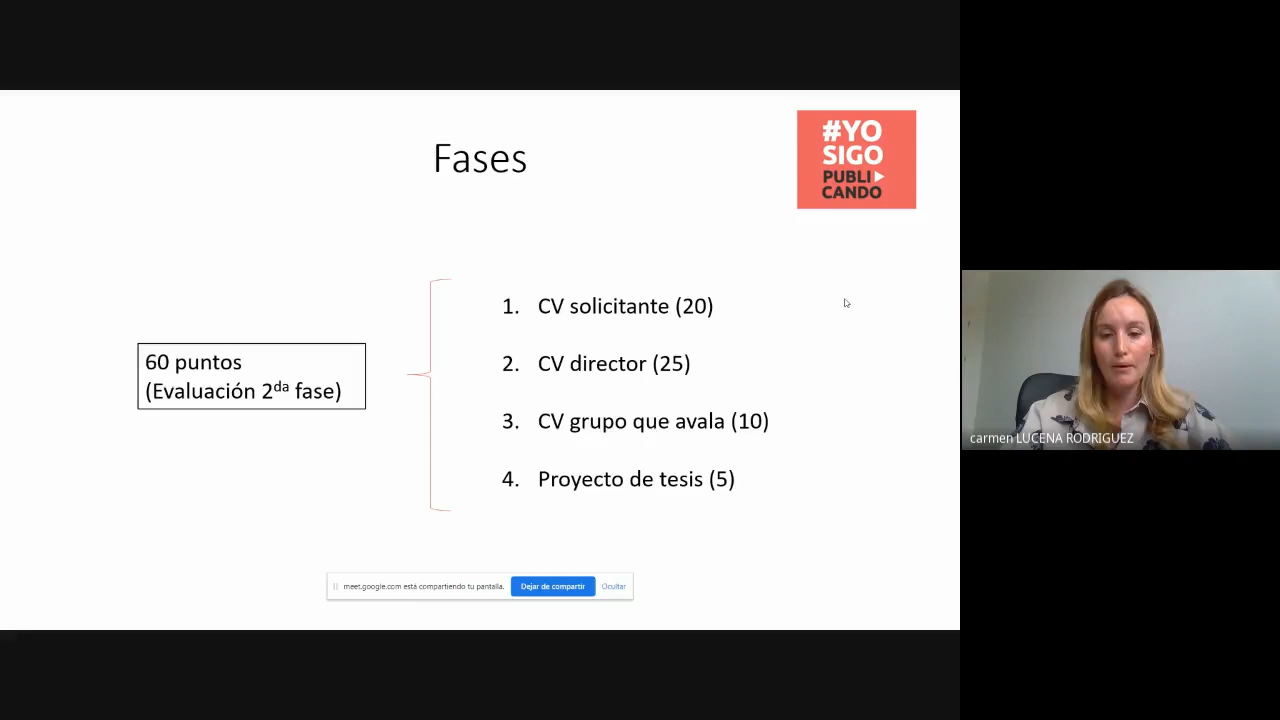 Fases
#YO
SIGO
PUBLI
CANDO
60 puntos
(Evaluación 2da fase)
1. CV solicitante (20)
2. CV director (25)
3. CV grupo que avala (10)
4. Proyecto de tesis (5)
meet.google.com está compartiendo tu pantalla. Dejar de compartir Ocultar
carmen LUCENA RODRIGUEZ